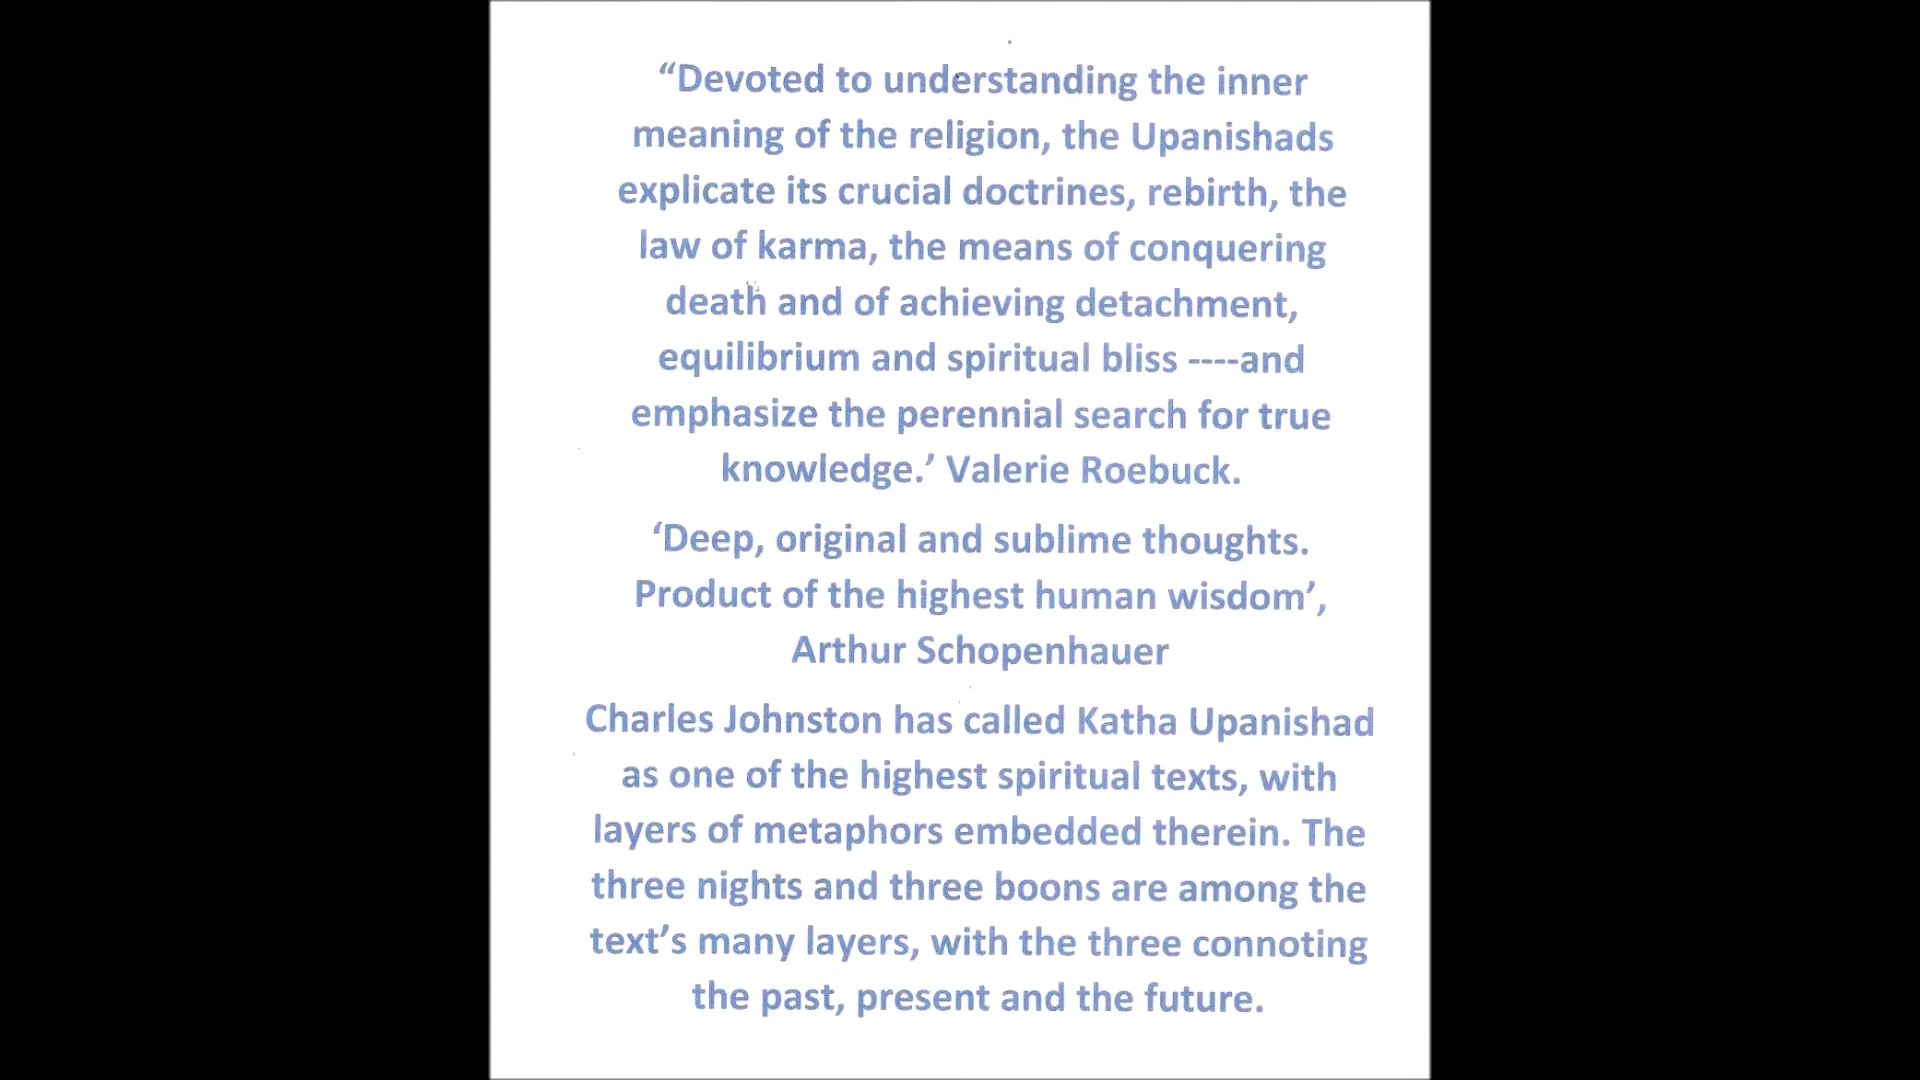 “Devoted to understanding the inner
meaning of the religion, the Upanishads
explicate its crucial doctrines, rebirth, the
law of karma, the means of conquering
death and of achieving detachment,
equilibrium and spiritual bliss ----and
emphasize the perennial search for true
knowledge.’ Valerie Roebuck.
‘Deep, original and sublime thoughts.
Product of the highest human wisdom’,
Arthur Schopenhauer
Charles Johnston has called Katha Upanishad
as one of the highest spiritual texts, with
layers of metaphors embedded therein. The
three nights and three boons are among the
text’s many layers, with the three connoting
the past, present and the future.